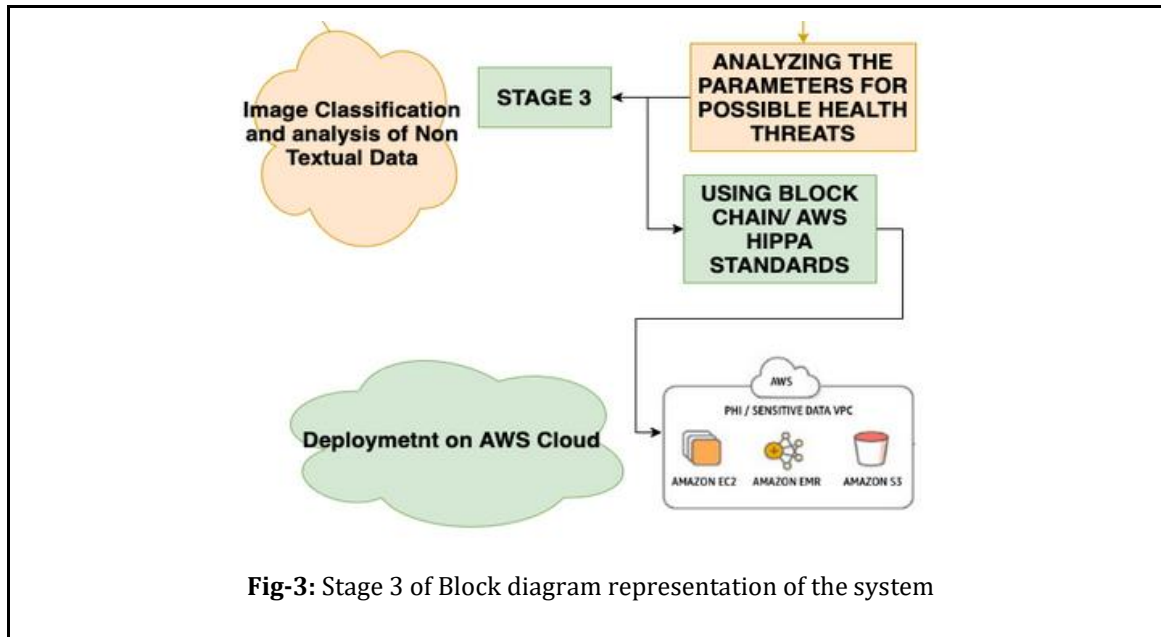 Image Classification
and analysis of Non
Textual Data
STAGE 3
ANALYZING THE
PARAMETERS FOR
POSSIBLE HEALTH
THREATS
USING BLOCK
CHAIN/ AWS
HIPPA
STANDARDS
Deploymetnt on AWS Cloud
AWS
PHI / SENSITIVE DATA VPC
AMAZON EC2
AMAZON EMR
AMAZON S3
Fig-3: Stage 3 of Block diagram representation of the system